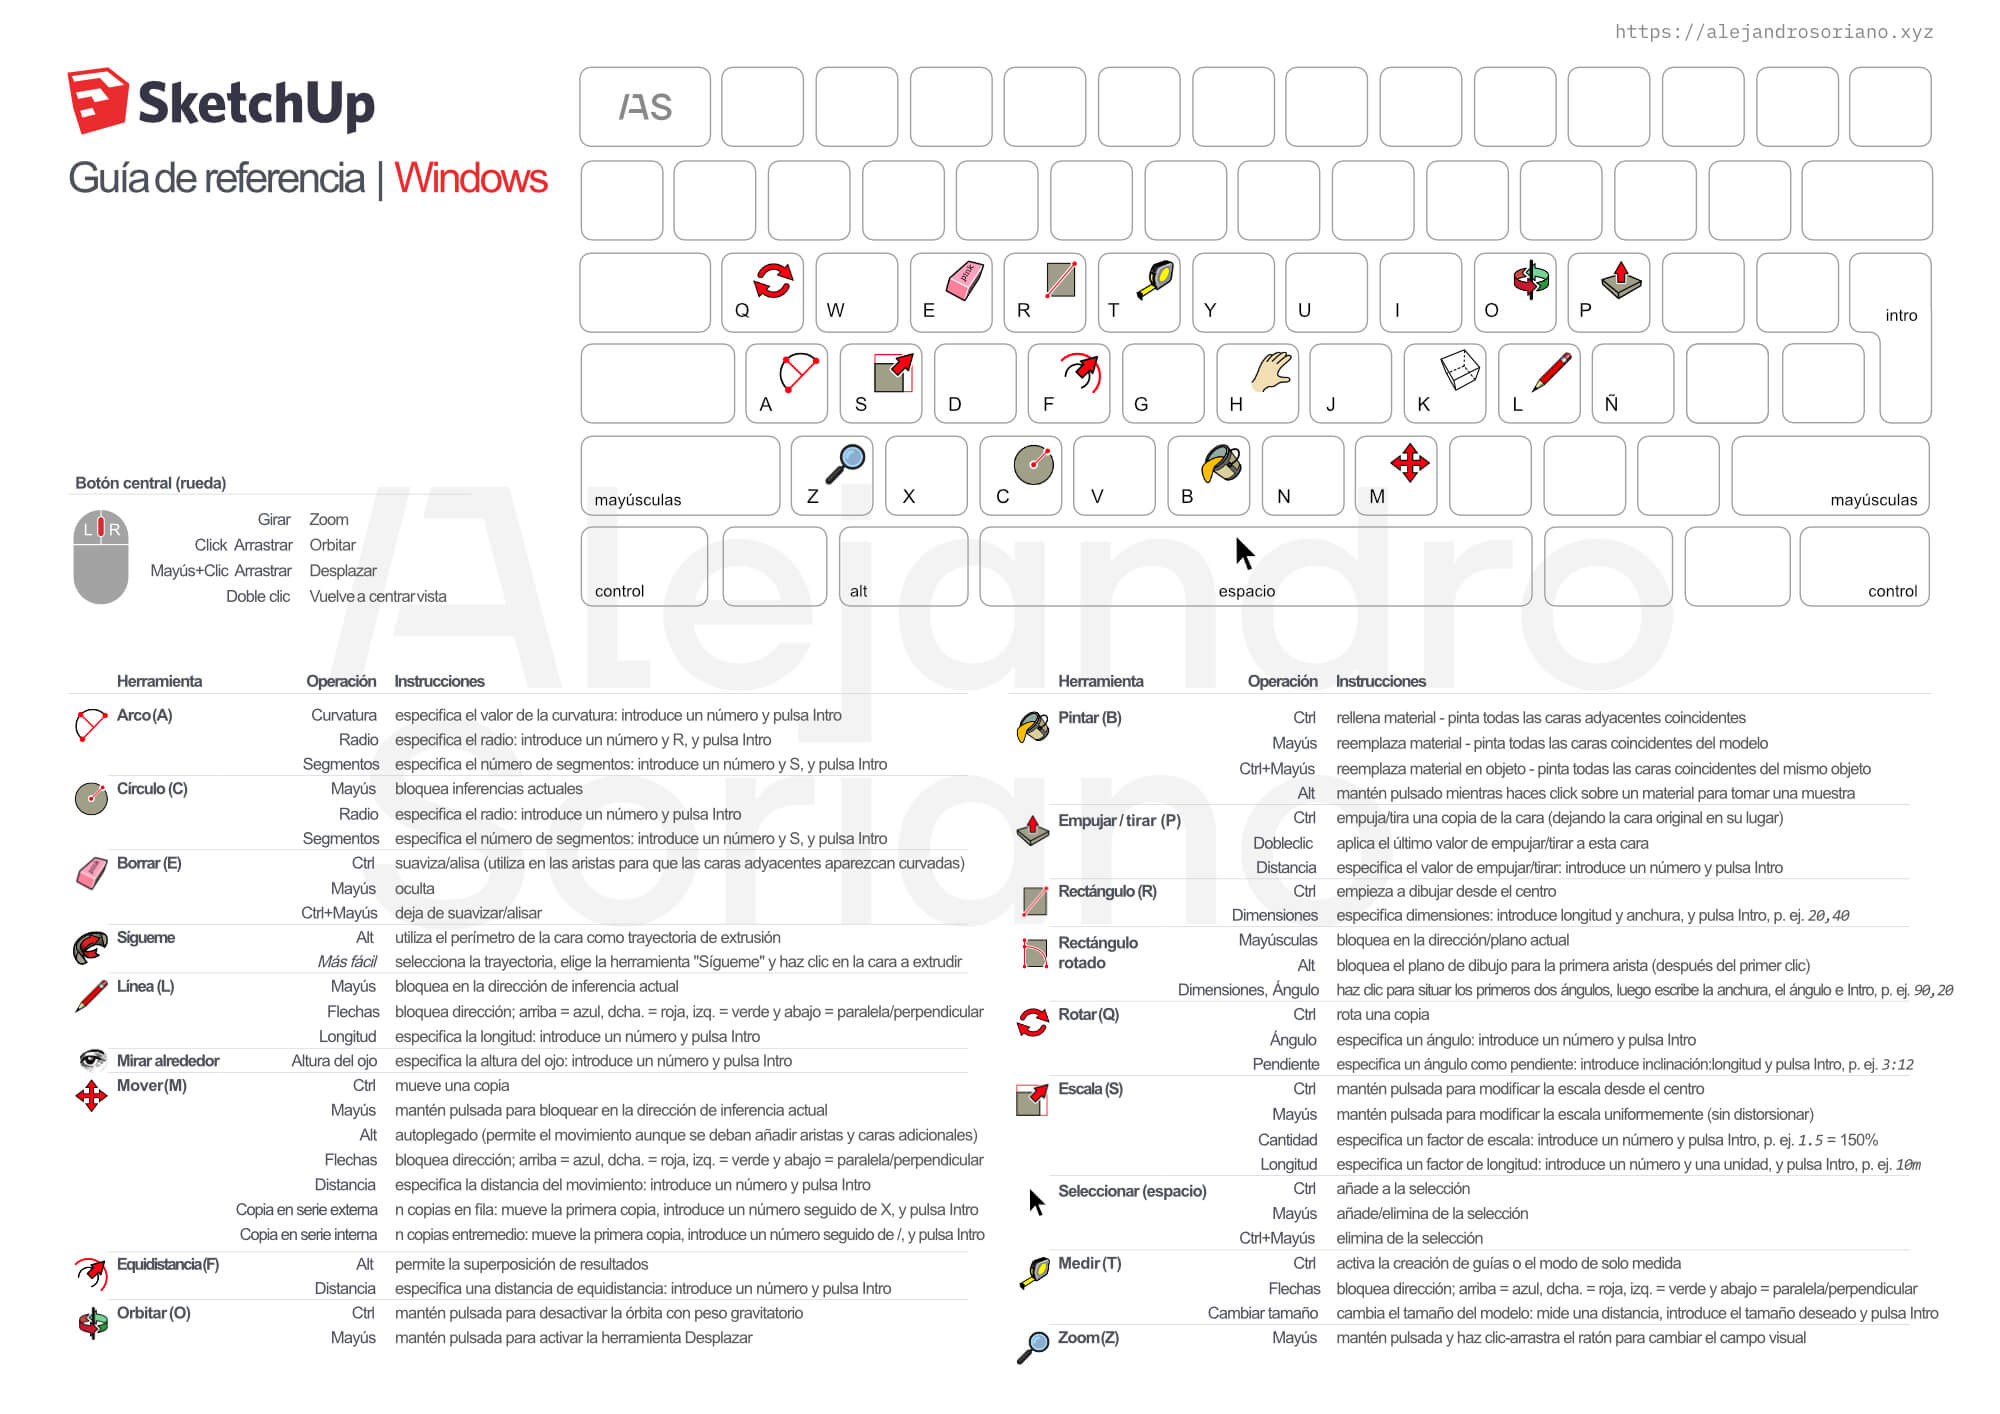 https://alejandrosoriano.xyz
SketchUp
Guía de referencia | Windows
AS
Q W E R T Y U I O P
intro
A S D F G H J K L Ñ
mayúsculas Z X C V B N M mayúsculas
control alt espacio control
pink
Botón central (rueda)
L R
Girar Zoom
Click Arrastrar Orbitar
Mayús+Clic Arrastrar Desplazar
Doble clic Vuelve a centrar vista
Alejandro
Soriano
Herramienta Operación Instrucciones
Arco (A) Curvatura especifica el valor de la curvatura: introduce un número y pulsa Intro
Radio especifica el radio: introduce un número y R, y pulsa Intro
Segmentos especifica el número de segmentos: introduce un número y S, y pulsa Intro
Círculo (C) Mayús bloquea inferencias actuales
Radio especifica el radio: introduce un número y pulsa Intro
Segmentos especifica el número de segmentos: introduce un número y S, y pulsa Intro
Borrar (E) Ctrl suaviza/alisa (utiliza en las aristas para que las caras adyacentes aparezcan curvadas)
Mayús oculta
Ctrl+Mayús deja de suavizar/alisar
Sígueme Alt utiliza el perímetro de la cara como trayectoria de extrusión
Más fácil selecciona la trayectoria, elige la herramienta "Sígueme" y haz clic en la cara a extrudir
Línea (L) Mayús bloquea en la dirección de inferencia actual
Flechas bloquea dirección; arriba = azul, dcha. = roja, izq. = verde y abajo = paralela/perpendicular
Longitud especifica la longitud: introduce un número y pulsa Intro
Mirar alrededor Altura del ojo especifica la altura del ojo: introduce un número y pulsa Intro
Mover (M) Ctrl mueve una copia
Mayús mantén pulsada para bloquear en la dirección de inferencia actual
Alt autoplegado (permite el movimiento aunque se deban añadir aristas y caras adicionales)
Flechas bloquea dirección; arriba = azul, dcha. = roja, izq. = verde y abajo = paralela/perpendicular
Distancia especifica la distancia del movimiento: introduce un número y pulsa Intro
Copia en serie externa n copias en fila: mueve la primera copia, introduce un número seguido de X, y pulsa Intro
Copia en serie interna n copias entremedio: mueve la primera copia, introduce un número seguido de /, y pulsa Intro
Equidistancia (F) Alt permite la superposición de resultados
Distancia especifica una distancia de equidistancia: introduce un número y pulsa Intro
Orbitar (O) Ctrl mantén pulsada para desactivar la órbita con peso gravitatorio
Mayús mantén pulsada para activar la herramienta Desplazar
Herramienta Operación Instrucciones
Pintar (B) Ctrl rellena material - pinta todas las caras adyacentes coincidentes
Mayús reemplaza material - pinta todas las caras coincidentes del modelo
Ctrl+Mayús reemplaza material en objeto - pinta todas las caras coincidentes del mismo objeto
Alt mantén pulsado mientras haces click sobre un material para tomar una muestra
Empujar / tirar (P) Ctrl empuja/tira una copia de la cara (dejando la cara original en su lugar)
Dobleclic aplica el último valor de empujar/tirar a esta cara
Distancia especifica el valor de empujar/tirar: introduce un número y pulsa Intro
Rectángulo (R) Ctrl empieza a dibujar desde el centro
Dimensiones especifica dimensiones: introduce longitud y anchura, y pulsa Intro, p. ej. 20,40
Rectángulo rotado Mayúsculas bloquea en la dirección/plano actual
Alt bloquea el plano de dibujo para la primera arista (después del primer clic)
Dimensiones, Ángulo haz clic para situar los primeros dos ángulos, luego escribe la anchura, el ángulo e Intro, p. ej. 90,20
Rotar (Q) Ctrl rota una copia
Ángulo especifica un ángulo: introduce un número y pulsa Intro
Pendiente especifica un ángulo como pendiente: introduce inclinación:longitud y pulsa Intro, p. ej. 3:12
Escala (S) Ctrl mantén pulsada para modificar la escala desde el centro
Mayús mantén pulsada para modificar la escala uniformemente (sin distorsionar)
Cantidad especifica un factor de escala: introduce un número y pulsa Intro, p. ej. 1.5 = 150%
Longitud especifica un factor de longitud: introduce un número y una unidad, y pulsa Intro, p. ej. 10m
Seleccionar (espacio) Ctrl añade a la selección
Mayús añade/elimina de la selección
Ctrl+Mayús elimina de la selección
Medir (T) Ctrl activa la creación de guías o el modo de solo medida
Flechas bloquea dirección; arriba = azul, dcha. = roja, izq. = verde y abajo = paralela/perpendicular
Cambiar tamaño cambia el tamaño del modelo: mide una distancia, introduce el tamaño deseado y pulsa Intro
Zoom (Z) Mayús mantén pulsada y haz clic-arrastra el ratón para cambiar el campo visual